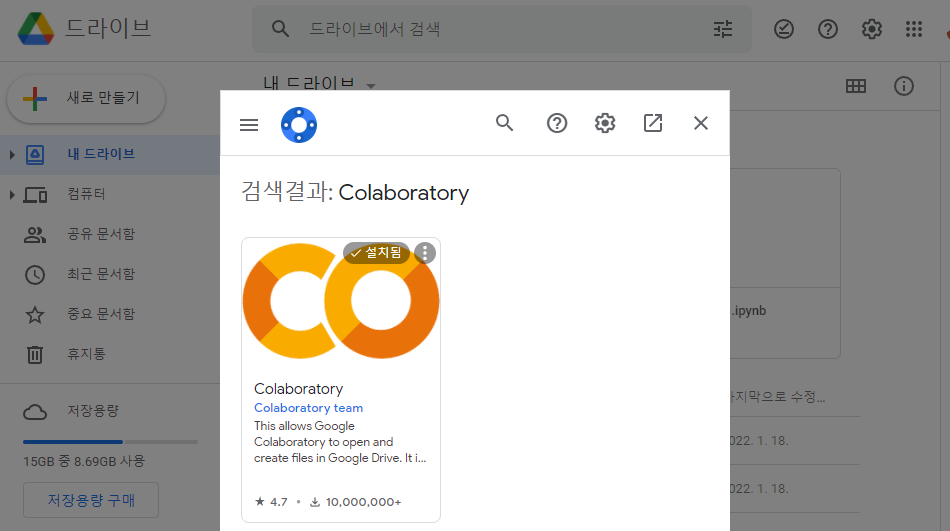 드라이브
드라이브에서 검색
새로 만들기
내 드라이브
내 드라이브
컴퓨터
공유 문서함
최근 문서함
중요 문서함
휴지통
저장용량
15GB 중 8.69GB 사용
저장용량 구매
검색결과: Colaboratory
설치됨
Colaboratory
Colaboratory team
This allows Google
Colaboratory to open and
create files in Google Drive. It i...
4.7 • 10,000,000+
.ipynb
마지막으로 수정...
2022. 1. 18.
2022. 1. 18.